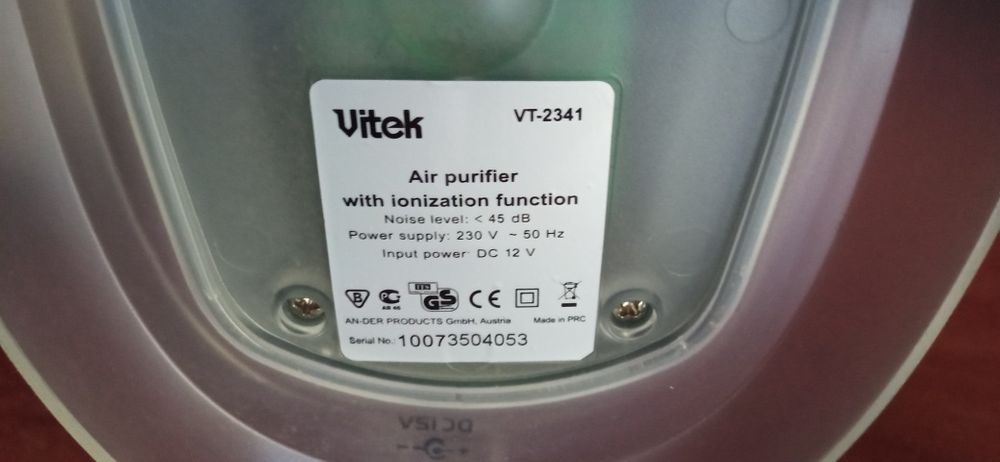 Vitek VT-2341
Air purifier
with ionization function
Noise level: < 45 dB
Power supply: 230 V ~ 50 Hz
Input power: DC 12 V
GS CE
AN-DER PRODUCTS GmbH, Austria Made in PRC
Serial No.: 10073504053